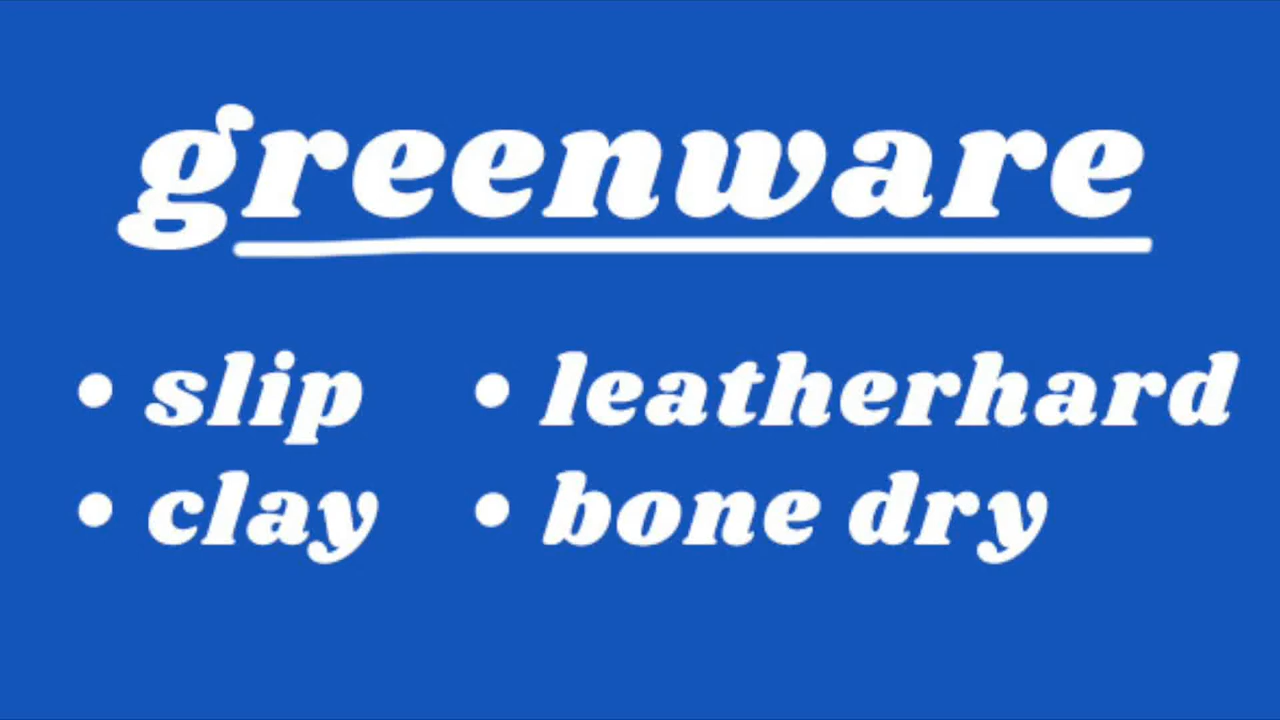 greenware
• slip
• clay
• leatherhard
• bone dry